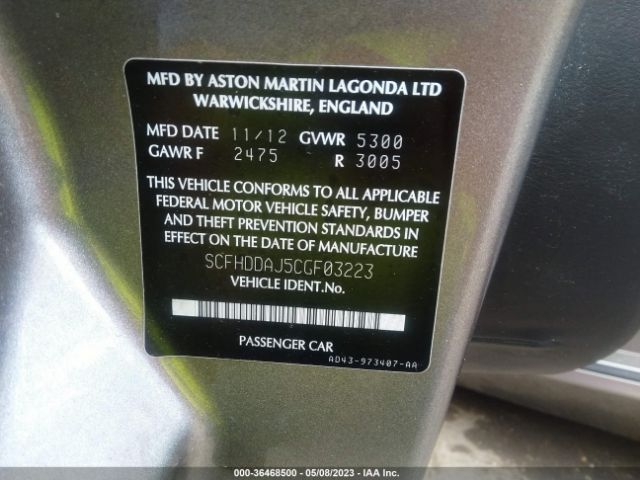 MFD BY ASTON MARTIN LAGONDA LTD
WARWICKSHIRE, ENGLAND
MFD DATE 11/12 GVWR 5300
GAWR F 2475 R 3005
THIS VEHICLE CONFORMS TO ALL APPLICABLE
FEDERAL MOTOR VEHICLE SAFETY, BUMPER
AND THEFT PREVENTION STANDARDS IN
EFFECT ON THE DATE OF MANUFACTURE
SCFHDDAJ5CGF03223
VEHICLE IDENT.No.
PASSENGER CAR
AD43-973407-AA
000-36468500 - 05/08/2023 - IAA Inc.